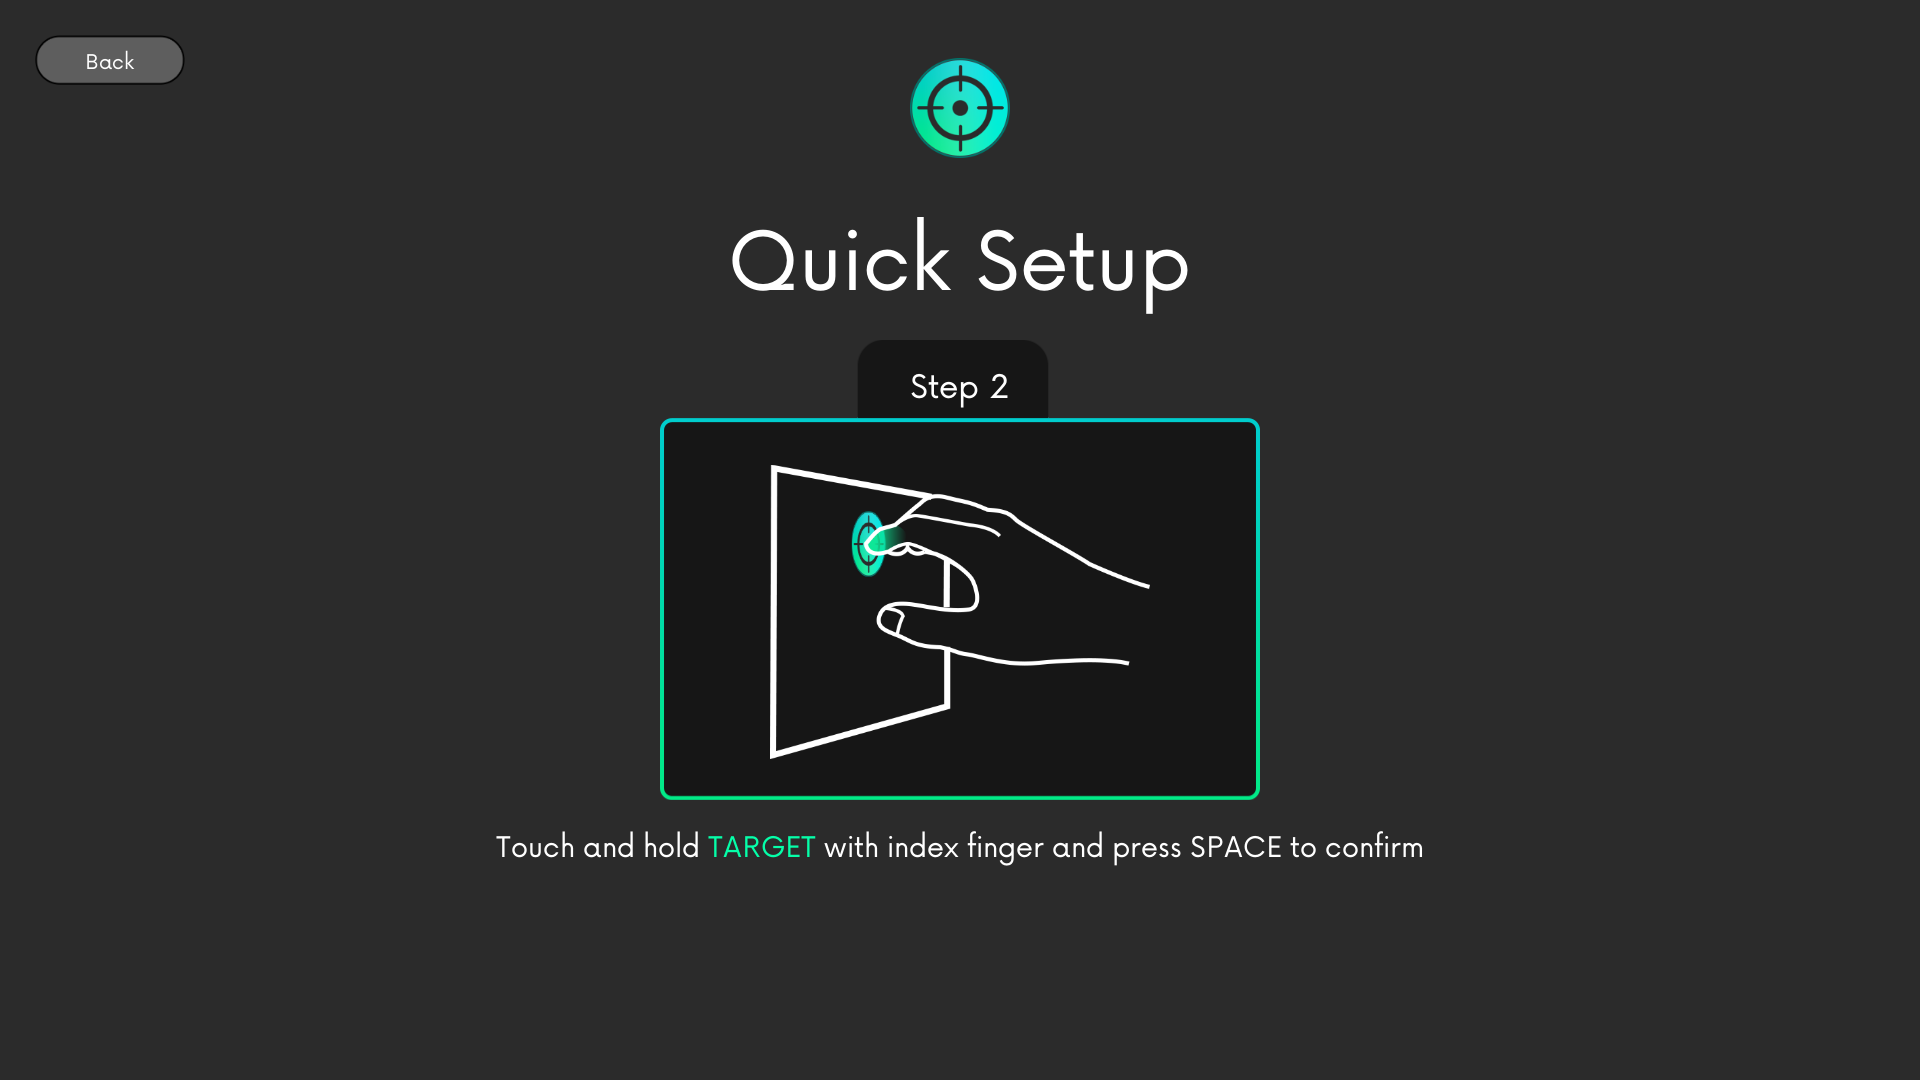 Back
Quick Setup
Step 2
Touch and hold TARGET with index finger and press SPACE to confirm